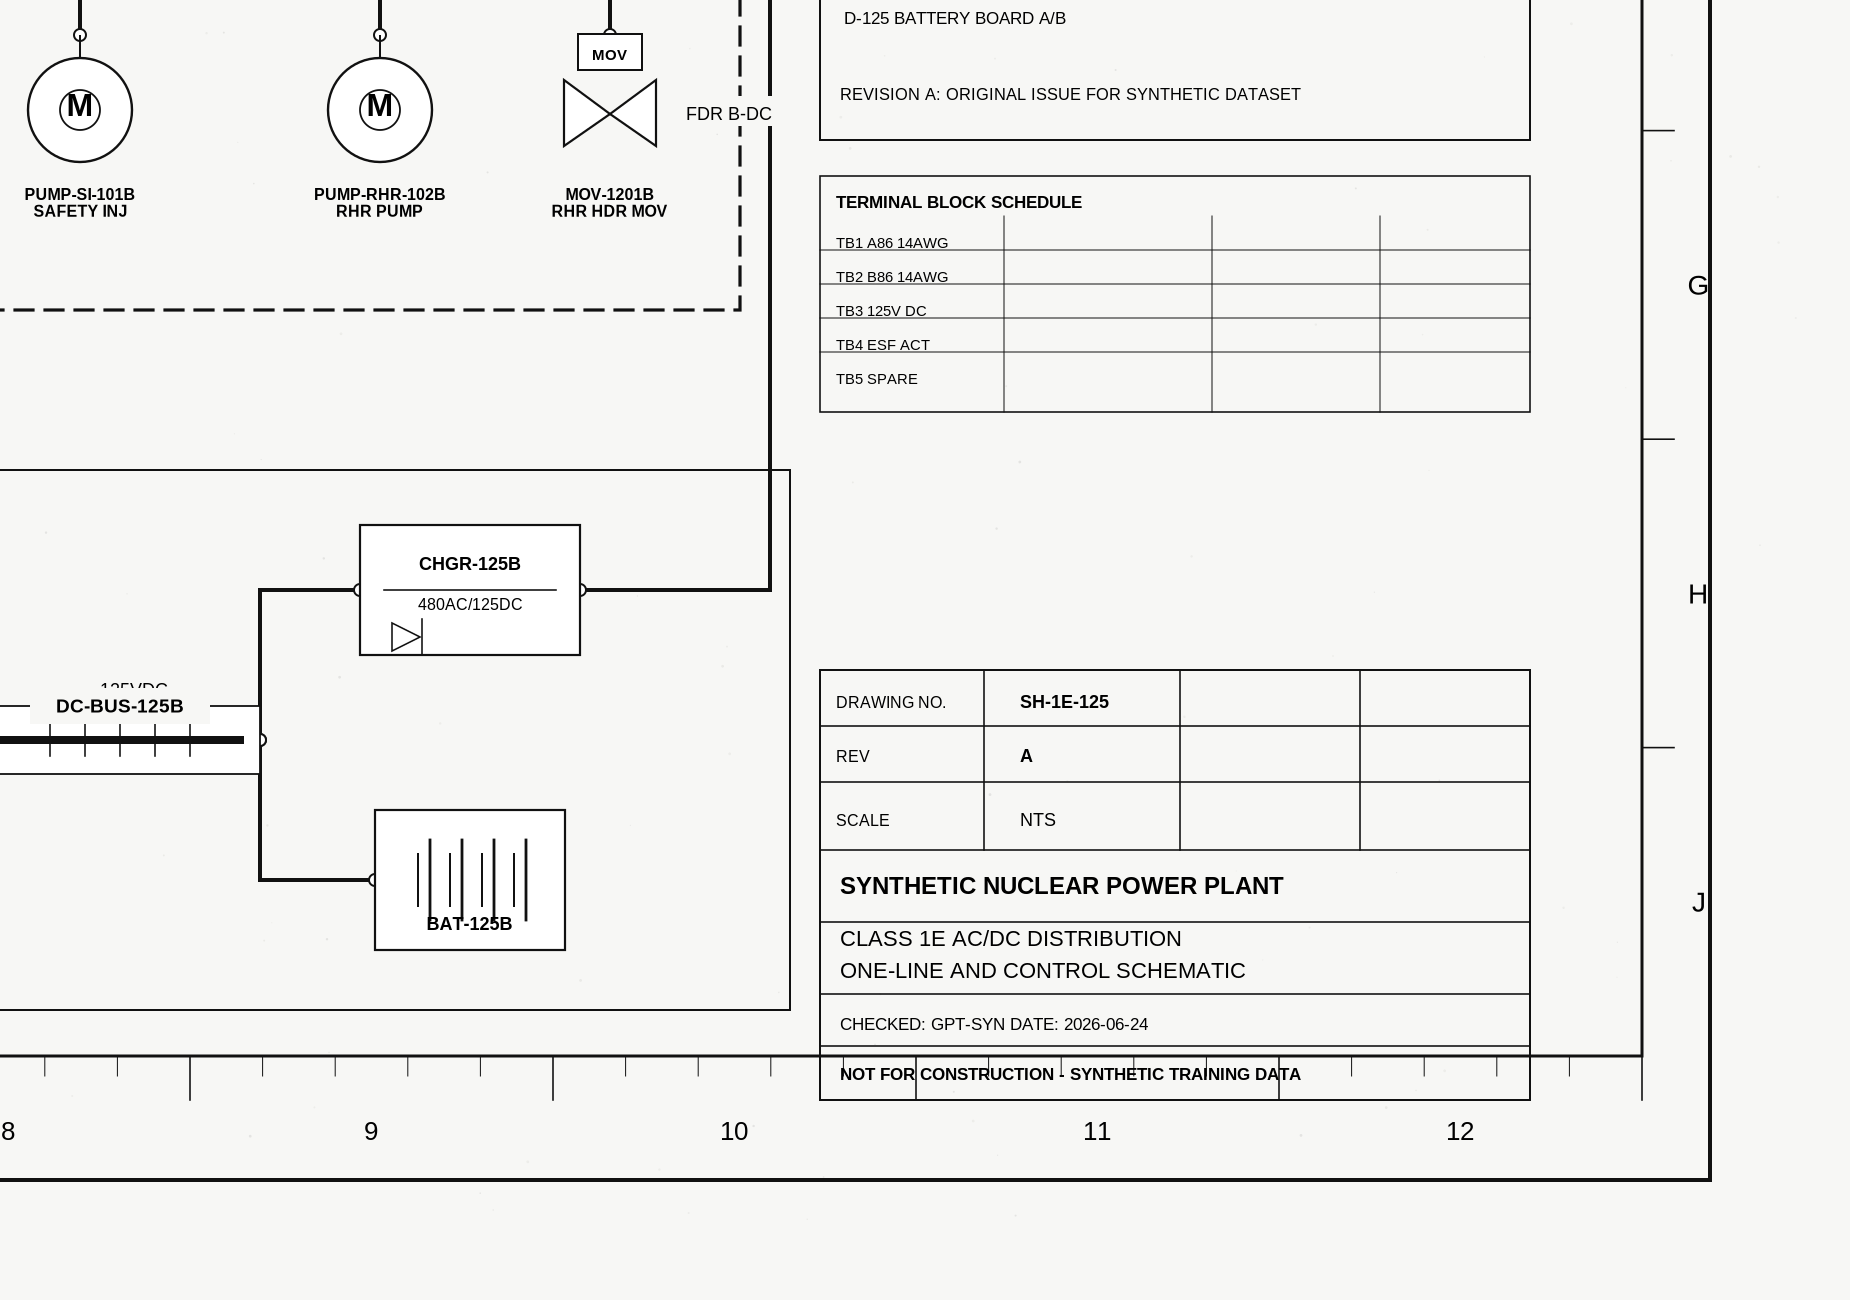 D-125 BATTERY BOARD A/B
REVISION A: ORIGINAL ISSUE FOR SYNTHETIC DATASET
M
M
MOV
FDR B-DC
PUMP-SI-101B
SAFETY INJ
PUMP-RHR-102B
RHR PUMP
MOV-1201B
RHR HDR MOV
TERMINAL BLOCK SCHEDULE
TB1 A86 14AWG
TB2 B86 14AWG
TB3 125V DC
TB4 ESF ACT
TB5 SPARE
G
CHGR-125B
480AC/125DC
H
125VDC
DC-BUS-125B
BAT-125B
DRAWING NO. SH-1E-125
REV A
SCALE NTS
SYNTHETIC NUCLEAR POWER PLANT
J
CLASS 1E AC/DC DISTRIBUTION
ONE-LINE AND CONTROL SCHEMATIC
CHECKED: GPT-SYN DATE: 2026-06-24
NOT FOR CONSTRUCTION - SYNTHETIC TRAINING DATA
8 9 10 11 12